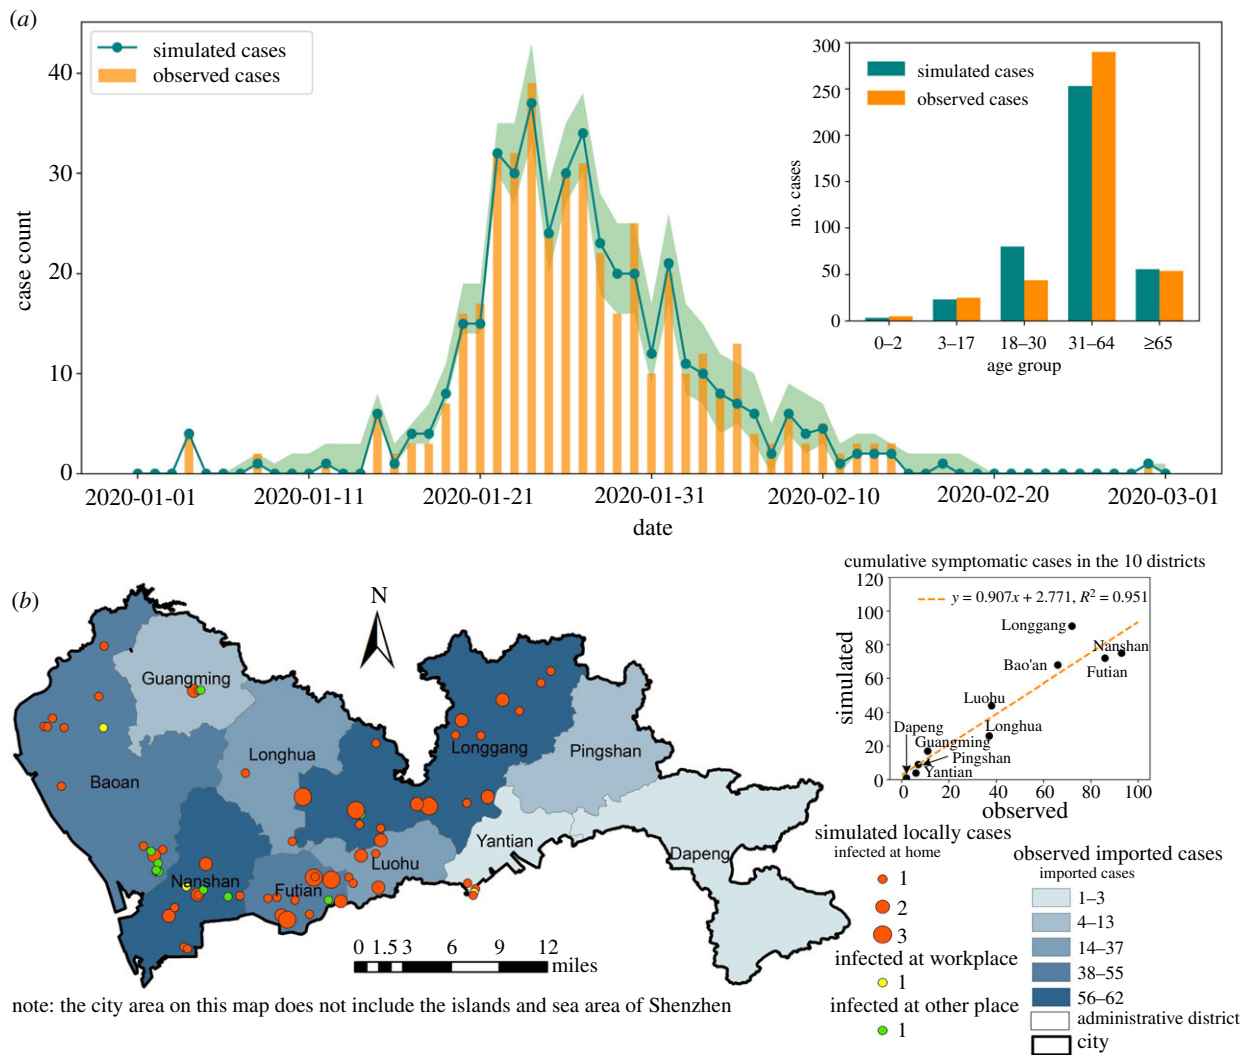 (a)
simulated cases
observed cases
40
30
20
10
0
case count
2020-01-01
2020-01-11
2020-01-21
2020-01-31
2020-02-10
2020-02-20
2020-03-01
date
simulated cases
observed cases
300
250
200
150
100
50
0
no. cases
0–2
3–17
18–30
31–64
≥65
age group
(b)
N
Guangming
Baoan
Longhua
Longgang
Pingshan
Yantian
Dapeng
Luohu
Futian
Nanshan
0 1.5 3 6 9 12
miles
note: the city area on this map does not include the islands and sea area of Shenzhen
cumulative symptomatic cases in the 10 districts
120
100
80
60
40
20
0
simulated
y = 0.907x + 2.771, R² = 0.951
Longgang
Nanshan
Bao'an
Futian
Luohu
Longhua
Dapeng
Guangming
Pingshan
Yantian
0 20 40 60 80 100
observed
simulated locally cases
infected at home
1
2
3
infected at workplace
1
infected at other place
1
observed imported cases
imported cases
1–3
4–13
14–37
38–55
56–62
administrative district
city